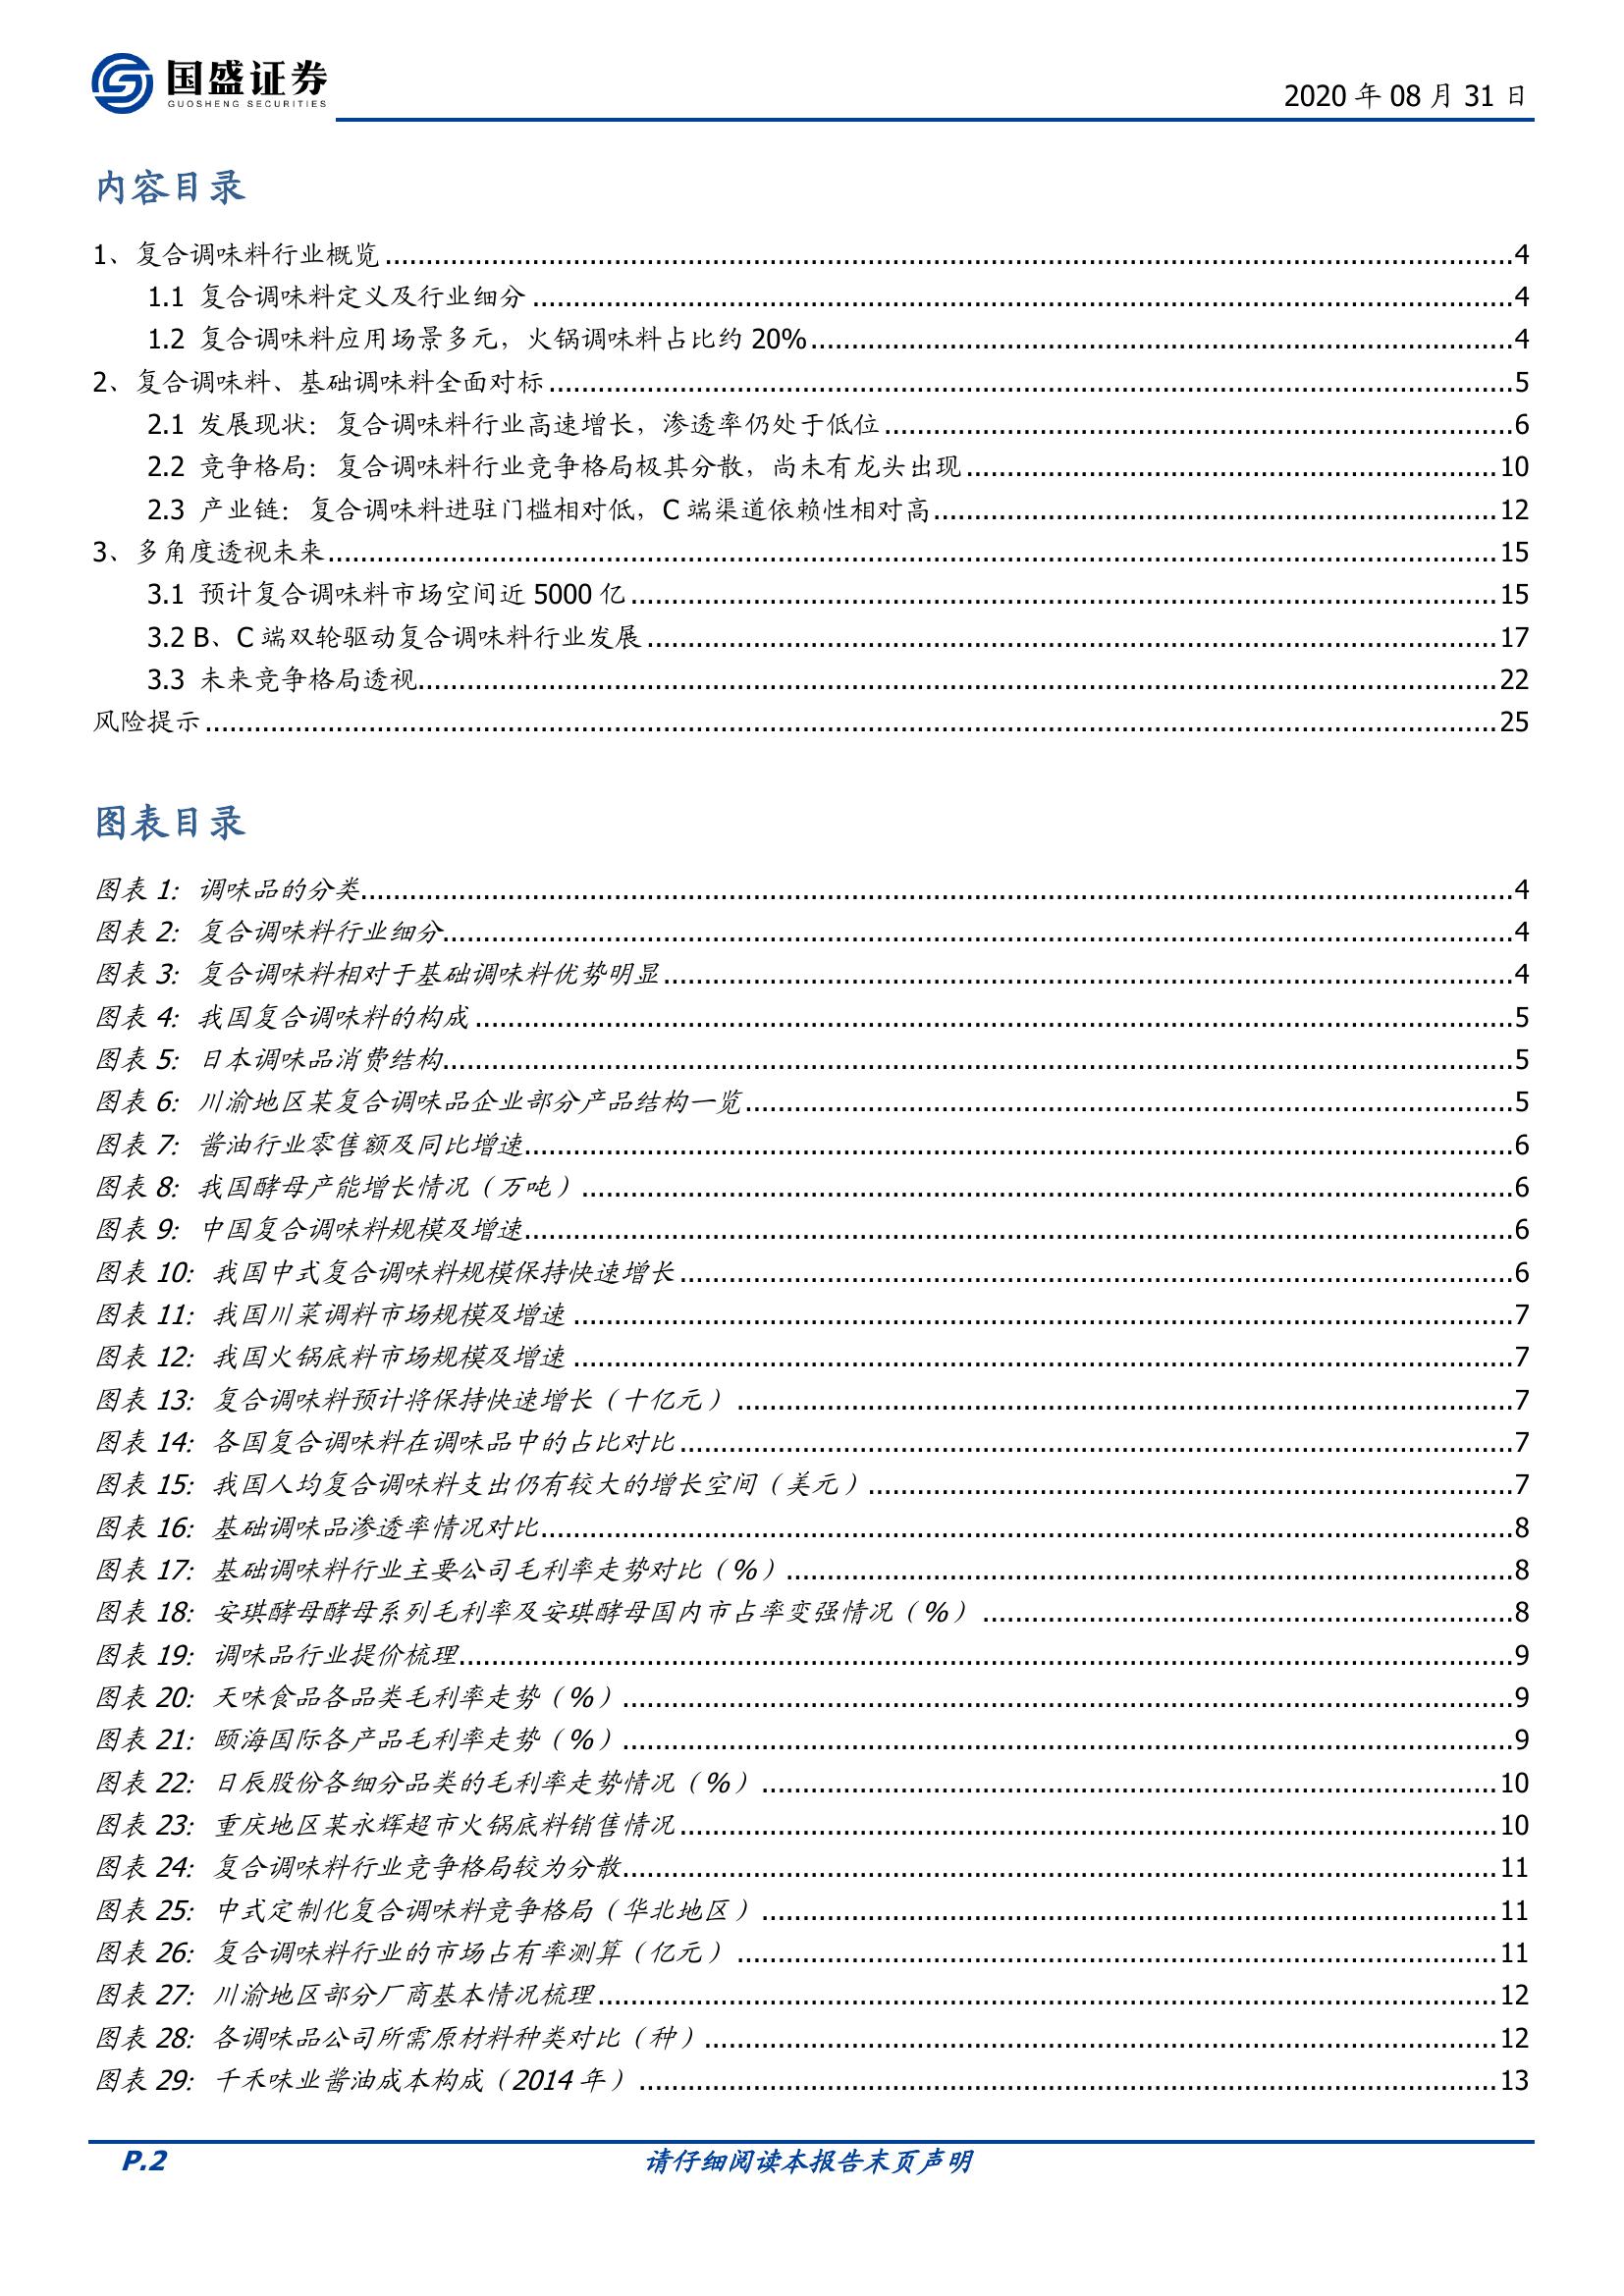 国盛证券
GUOSHENG SECURITIES
2020 年 08 月 31 日
内容目录
1、复合调味料行业概览......4
1.1 复合调味料定义及行业细分......4
1.2 复合调味料应用场景多元，火锅调味料占比约 20%......4
2、复合调味料、基础调味料全面对标......5
2.1 发展现状：复合调味料行业高速增长，渗透率仍处于低位......6
2.2 竞争格局：复合调味料行业竞争格局极其分散，尚未有龙头出现......10
2.3 产业链：复合调味料进驻门槛相对低，C 端渠道依赖性相对高......12
3、多角度透视未来......15
3.1 预计复合调味料市场空间近 5000 亿......15
3.2 B、C 端双轮驱动复合调味料行业发展......17
3.3 未来竞争格局透视......22
风险提示......25
图表目录
图表 1：调味品的分类......4
图表 2：复合调味料行业细分......4
图表 3：复合调味料相对于基础调味料优势明显......4
图表 4：我国复合调味料的构成......5
图表 5：日本调味品消费结构......5
图表 6：川渝地区某复合调味品企业部分产品结构一览......5
图表 7：酱油行业零售额及同比增速......6
图表 8：我国酵母产能增长情况（万吨）......6
图表 9：中国复合调味料规模及增速......6
图表 10：我国中式复合调味料规模保持快速增长......6
图表 11：我国川菜调料市场规模及增速......7
图表 12：我国火锅底料市场规模及增速......7
图表 13：复合调味料预计将保持快速增长（十亿元）......7
图表 14：各国复合调味料在调味品中的占比对比......7
图表 15：我国人均复合调味料支出仍有较大的增长空间（美元）......7
图表 16：基础调味品渗透率情况对比......8
图表 17：基础调味料行业主要公司毛利率走势对比（%）......8
图表 18：安琪酵母酵母系列毛利率及安琪酵母国内市占率变强情况（%）......8
图表 19：调味品行业提价梳理......9
图表 20：天味食品各品类毛利率走势（%）......9
图表 21：颐海国际各产品毛利率走势（%）......9
图表 22：日辰股份各细分品类的毛利率走势情况（%）......10
图表 23：重庆地区某永辉超市火锅底料销售情况......10
图表 24：复合调味料行业竞争格局较为分散......11
图表 25：中式定制化复合调味料竞争格局（华北地区）......11
图表 26：复合调味料行业的市场占有率测算（亿元）......11
图表 27：川渝地区部分厂商基本情况梳理......12
图表 28：各调味品公司所需原材料种类对比（种）......12
图表 29：千禾味业酱油成本构成（2014 年）......13
P.2
请仔细阅读本报告末页声明